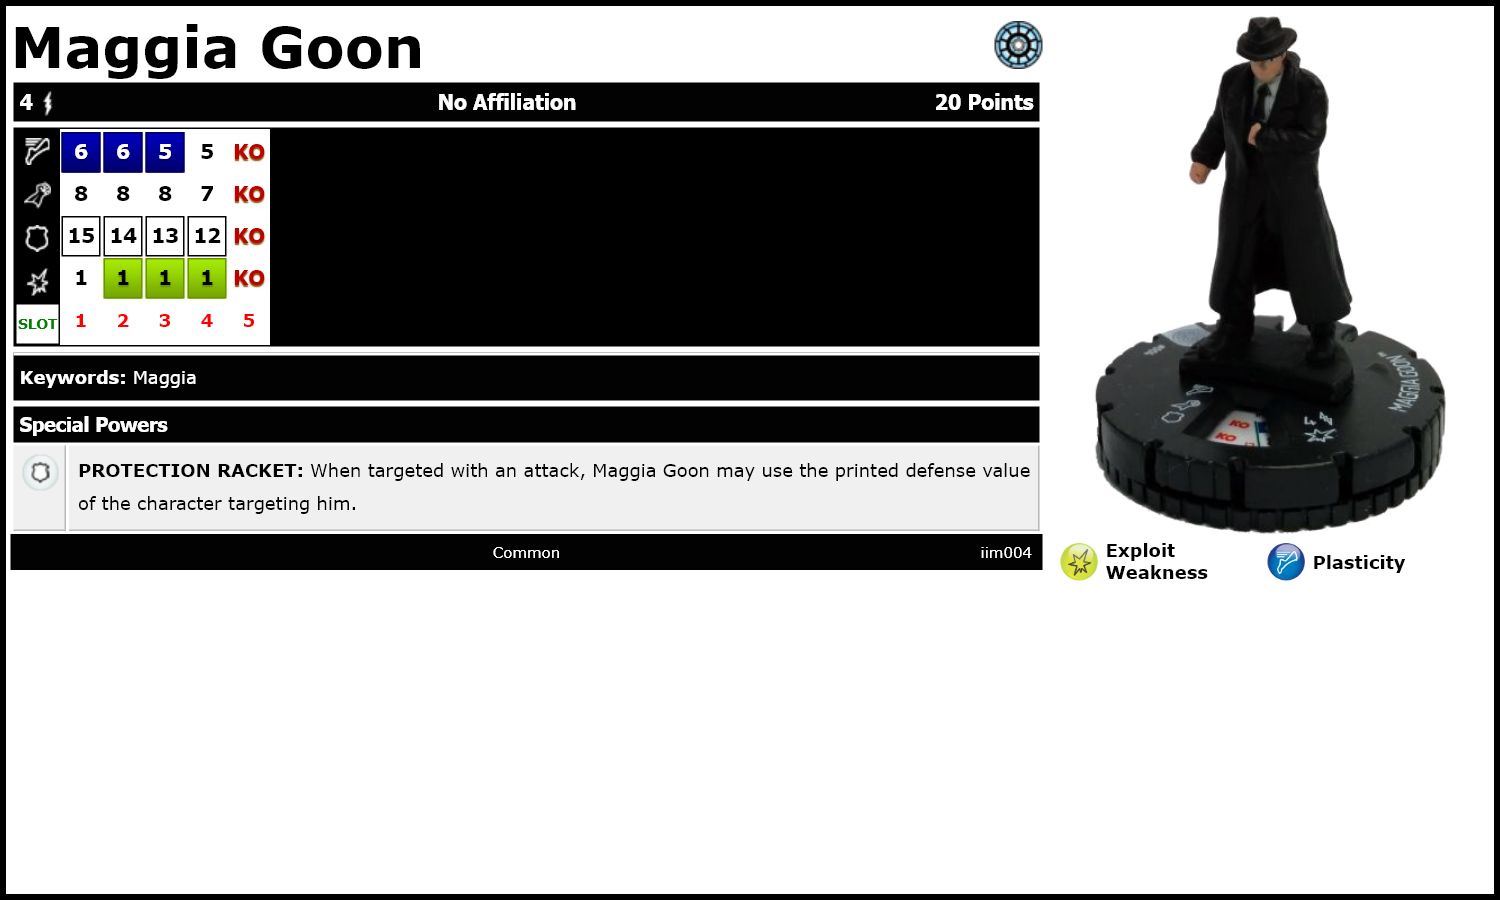 Maggia Goon
4 No Affiliation 20 Points
6 6 5 5 KO
8 8 8 7 KO
15 14 13 12 KO
1 1 1 1 KO
SLOT 1 2 3 4 5
Keywords: Maggia
Special Powers
PROTECTION RACKET: When targeted with an attack, Maggia Goon may use the printed defense value
of the character targeting him.
Common iim004
MAGGIA GOON
KO
KO
Exploit
Weakness
Plasticity